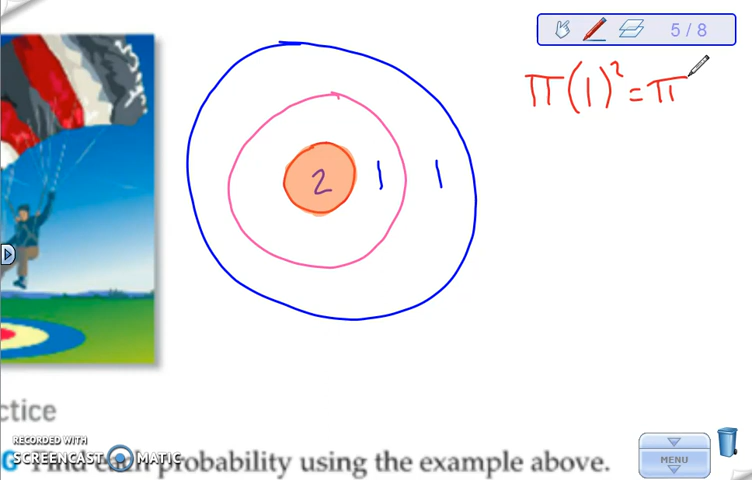 5 / 8
π(1)² = π
2 1 1
ctice
RECORDED WITH
SCREENCAST MATIC
G Find each probability using the example above.
MENU